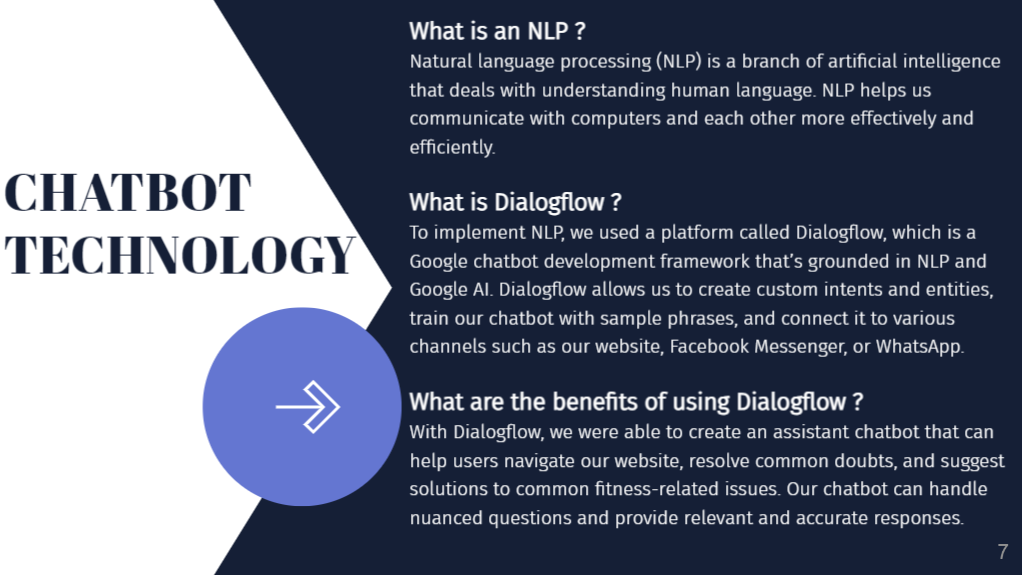 CHATBOT
TECHNOLOGY
What is an NLP ?
Natural language processing (NLP) is a branch of artificial intelligence
that deals with understanding human language. NLP helps us
communicate with computers and each other more effectively and
efficiently.
What is Dialogflow ?
To implement NLP, we used a platform called Dialogflow, which is a
Google chatbot development framework that's grounded in NLP and
Google AI. Dialogflow allows us to create custom intents and entities,
train our chatbot with sample phrases, and connect it to various
channels such as our website, Facebook Messenger, or WhatsApp.
What are the benefits of using Dialogflow ?
With Dialogflow, we were able to create an assistant chatbot that can
help users navigate our website, resolve common doubts, and suggest
solutions to common fitness-related issues. Our chatbot can handle
nuanced questions and provide relevant and accurate responses.
7